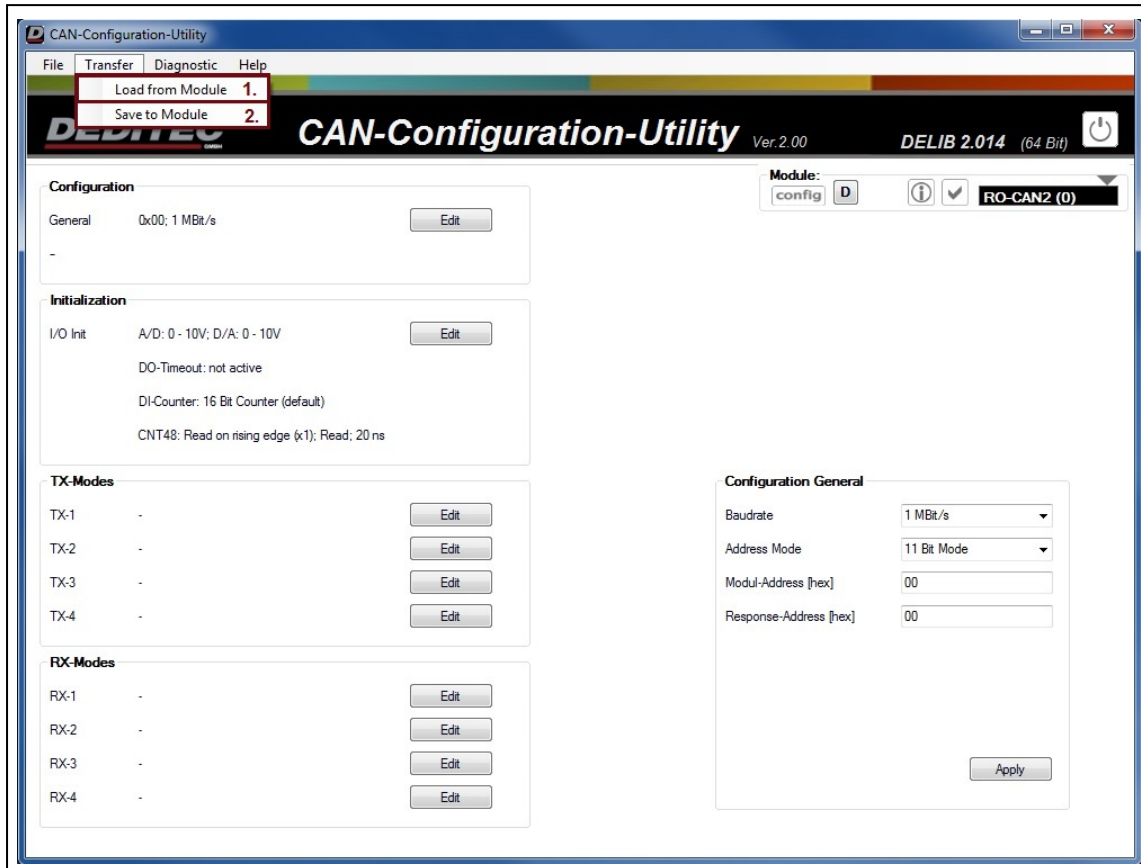 CAN-Configuration-Utility
File Transfer Diagnostic Help
Load from Module 1.
Save to Module 2.
DEDITEC
GMBH
CAN-Configuration-Utility Ver.2.00
DELIB 2.014 (64 Bit)
Module:
config D RO-CAN2 (0)
Configuration
General 0x00; 1 MBit/s Edit
-
Initialization
I/O Init A/D: 0 - 10V; D/A: 0 - 10V Edit
DO-Timeout: not active
DI-Counter: 16 Bit Counter (default)
CNT48: Read on rising edge (x1); Read; 20 ns
TX-Modes
TX-1 - Edit
TX-2 - Edit
TX-3 - Edit
TX-4 - Edit
RX-Modes
RX-1 - Edit
RX-2 - Edit
RX-3 - Edit
RX-4 - Edit
Configuration General
Baudrate 1 MBit/s
Address Mode 11 Bit Mode
Modul-Address [hex] 00
Response-Address [hex] 00
Apply